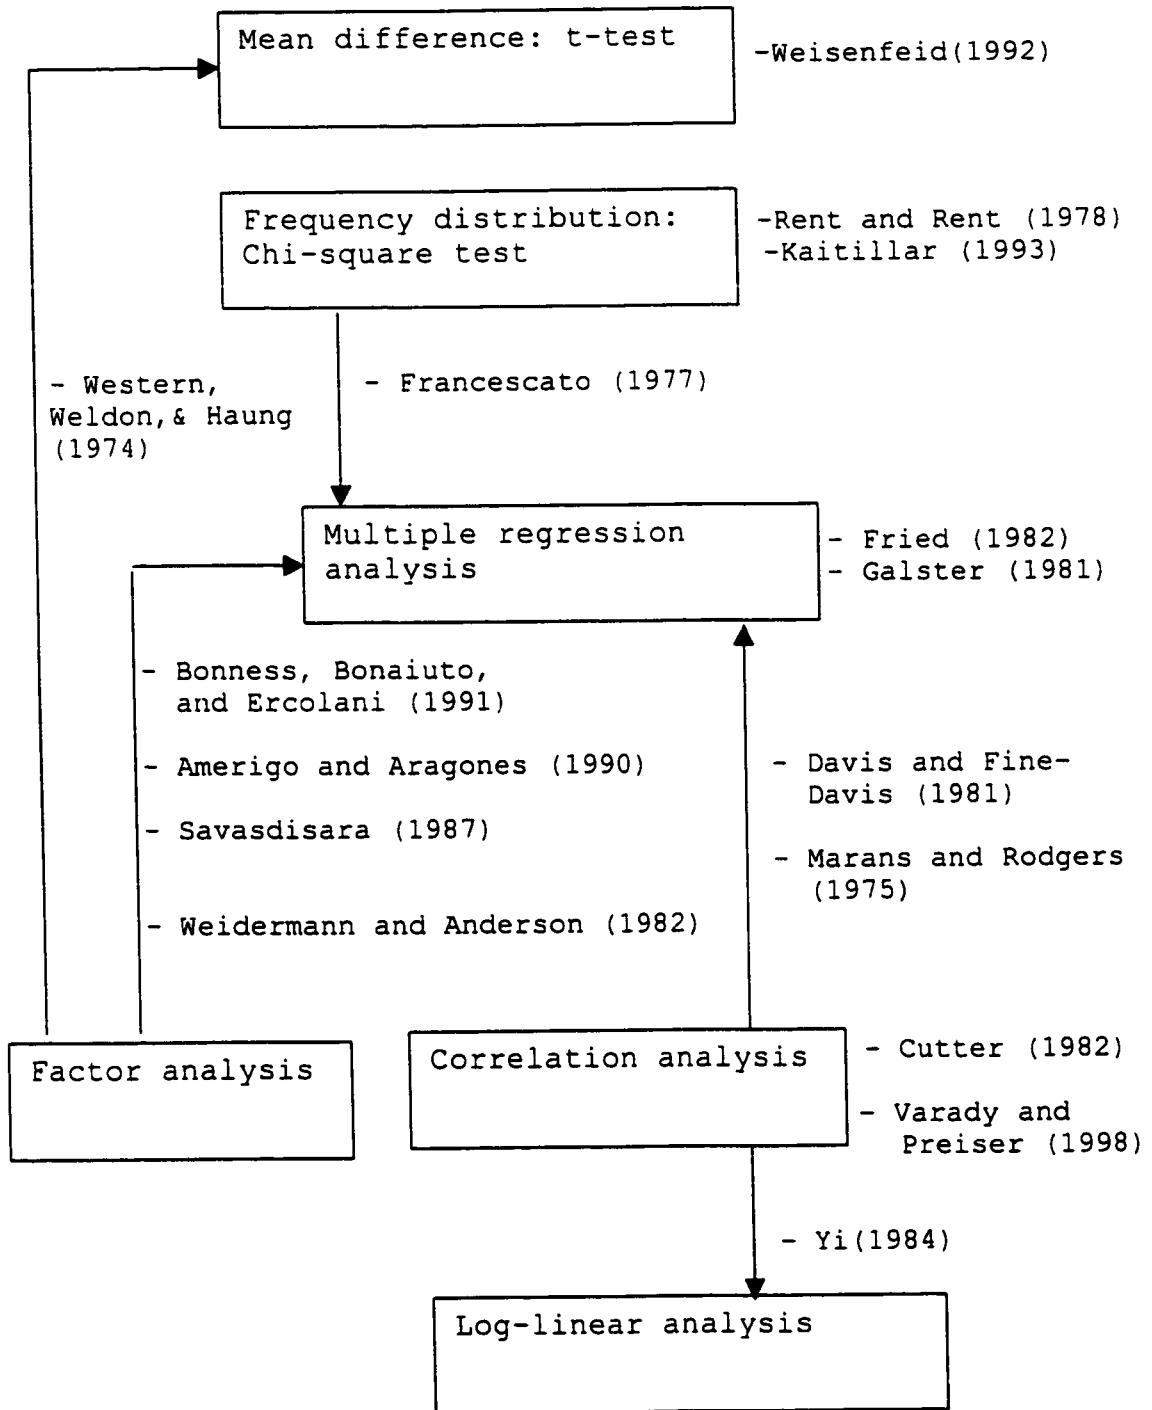 Mean difference: t-test
-Weisenfeid(1992)
Frequency distribution:
Chi-square test
-Rent and Rent (1978)
-Kaitillar (1993)
- Western,
Weldon,& Haung
(1974)
- Francescato (1977)
Multiple regression
analysis
- Fried (1982)
- Galster (1981)
- Bonness, Bonaiuto,
and Ercolani (1991)
- Amerigo and Aragones (1990)
- Savasdisara (1987)
- Weidermann and Anderson (1982)
- Davis and Fine-
Davis (1981)
- Marans and Rodgers
(1975)
Factor analysis
Correlation analysis
- Cutter (1982)
- Varady and
Preiser (1998)
- Yi(1984)
Log-linear analysis